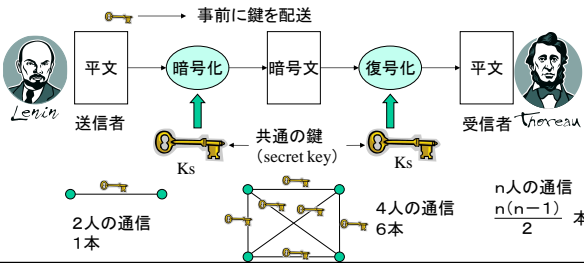 事前に鍵を配送
平文
暗号化
暗号文
復号化
平文
Lenin
送信者
受信者
Thoreau
共通の鍵
(secret key)
Ks
Ks
2人の通信
1本
4人の通信
6本
n人の通信
n(n-1)
2
本